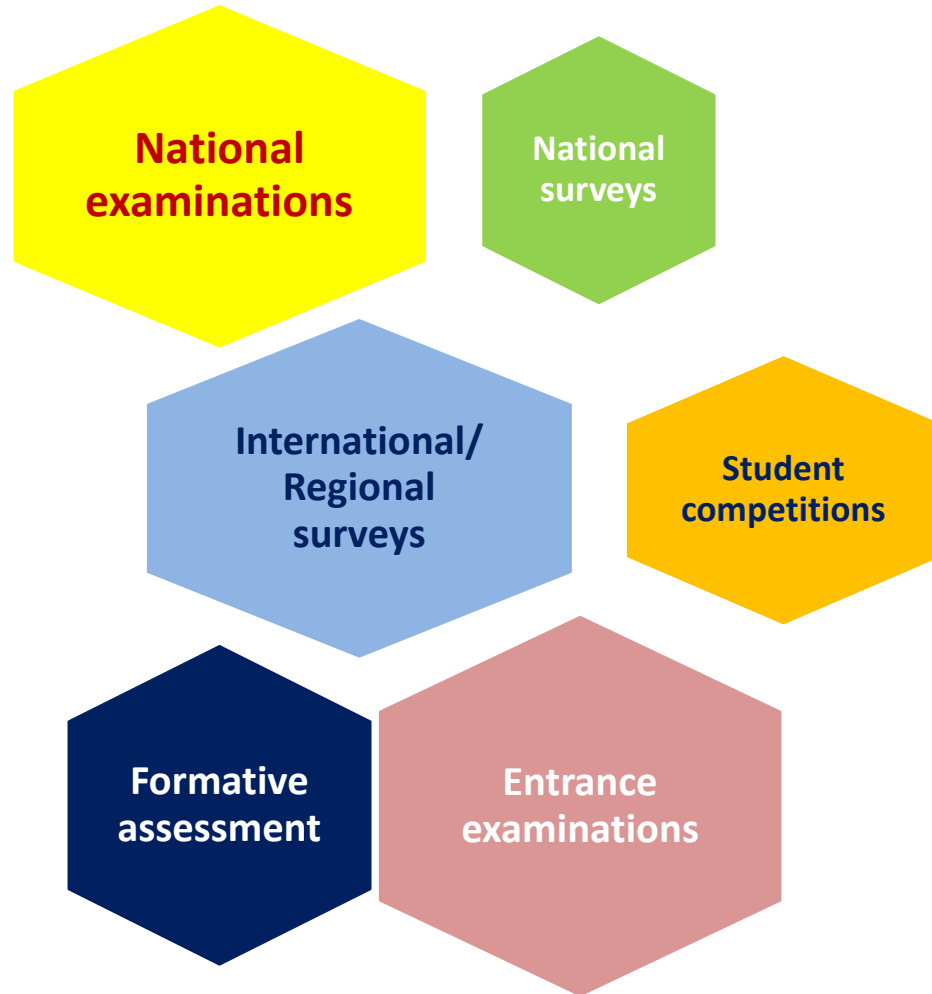 National
examinations
National
surveys
International/
Regional
surveys
Student
competitions
Formative
assessment
Entrance
examinations